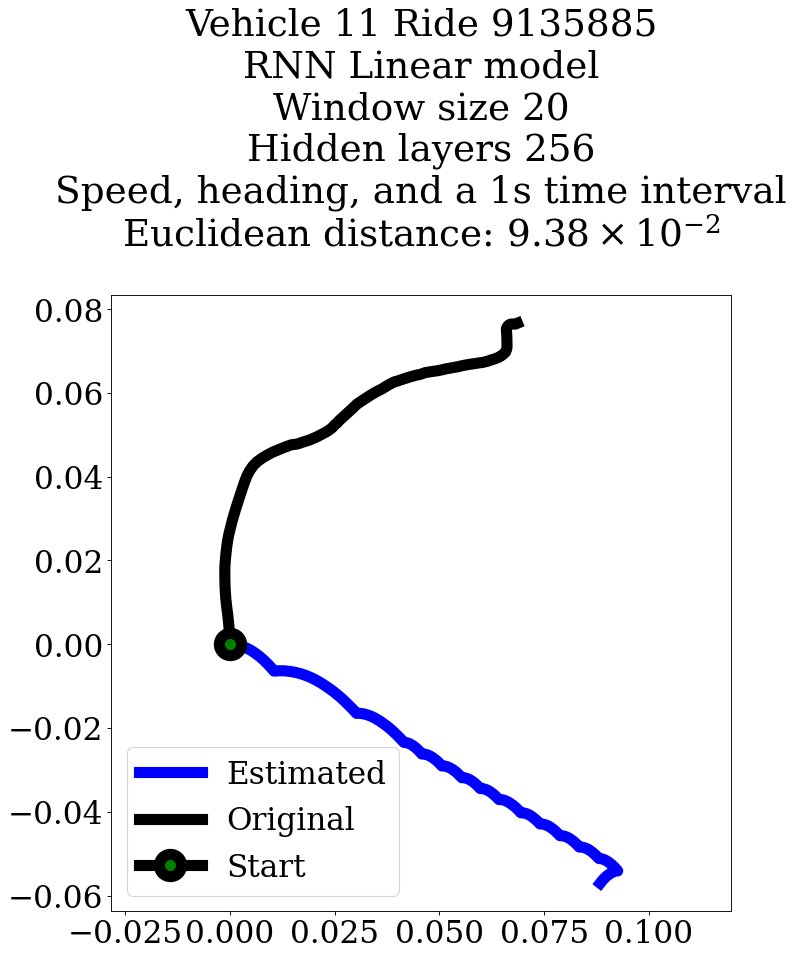 Vehicle 11 Ride 9135885
RNN Linear model
Window size 20
Hidden layers 256
Speed, heading, and a 1s time interval
Euclidean distance: 9.38 × 10⁻²
0.08
0.06
0.04
0.02
0.00
−0.02
−0.04
−0.06
Estimated
Original
Start
−0.025 0.000 0.025 0.050 0.075 0.100